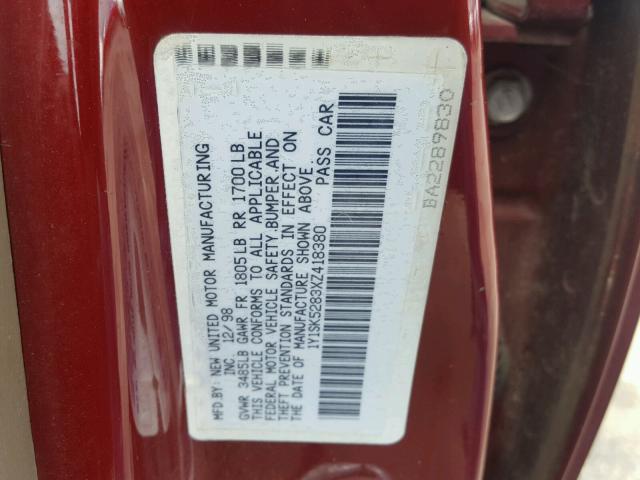 MFD BY: NEW UNITED MOTOR MANUFACTURING
INC. 12/98
GVWR 3485LB GAWR FR 1805LB RR 1700LB
THIS VEHICLE CONFORMS TO ALL APPLICABLE
FEDERAL MOTOR VEHICLE SAFETY,BUMPER,AND
THEFT PREVENTION STANDARDS IN EFFECT ON
THE DATE OF MANUFACTURE SHOWN ABOVE.
1Y1SK5283XZ418380 PASS CAR
BA2289830